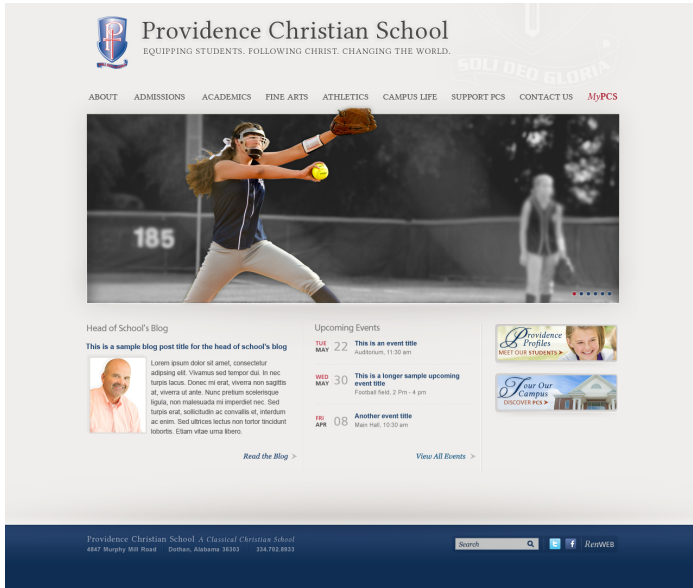 Providence Christian School
EQUIPPING STUDENTS. FOLLOWING CHRIST. CHANGING THE WORLD.
SOLI DEO GLORIA
ABOUT ADMISSIONS ACADEMICS FINE ARTS ATHLETICS CAMPUS LIFE SUPPORT PCS CONTACT US MyPCS
185
Head of School's Blog
This is a sample blog post title for the head of school's blog
Lorem ipsum dolor sit amet, consectetur
adipsing elit. Vivamus sed tempor dui. In nec
turpis lacus. Donec mi erat, viverra non sagittis
at, viverra ut ante. Nunc pretium scelerisque
ligula, non malesuada mi imperdiet nec. Sed
turpis erat, sollicitudin ac convallis et, interdum
ac enim. Sed ultrices lectus non tortor tincidunt
lobortis. Etiam vitae urna libero.
Read the Blog >
Upcoming Events
TUE MAY 22 This is an event title
Auditorium, 11:30 am
WED MAY 30 This is a longer sample upcoming
event title
Football field, 2 Pm - 4 pm
FRI APR 08 Another event title
Main Hall, 10:30 am
View All Events >
Providence
Profiles
MEET OUR STUDENTS >
Tour Our
Campus
DISCOVER PCS >
Providence Christian School A Classical Christian School
4847 Murphy Mill Road Dothan, Alabama 36303 334.702.8933
Search
RenWEB